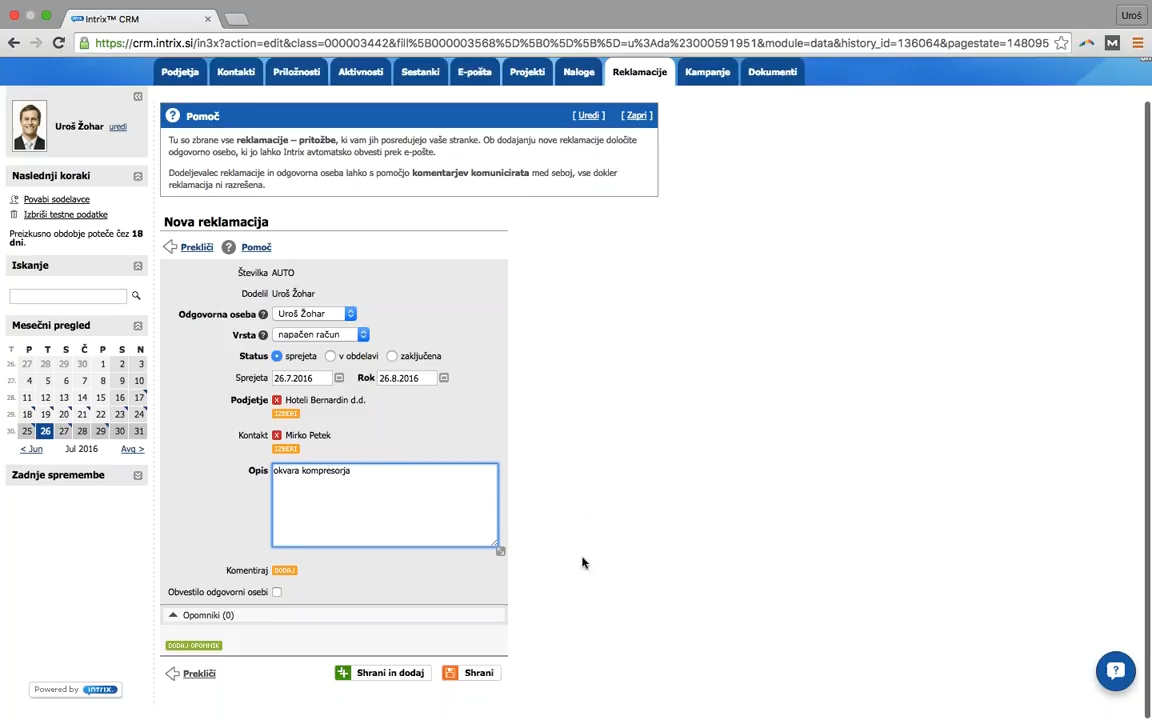 Intrix™ CRM
Uroš
https://crm.intrix.si/in3x?action=edit&class=000003442&fill%5B000003568%5D%5B0%5D%5B%5D=u%3Ada%23000591951&module=data&history_id=136064&pagestate=148095
Podjetja Kontakti Priložnosti Aktivnosti Sestanki E-pošta Projekti Naloge Reklamacije Kampanje Dokumenti
Uroš Žohar uredi
Naslednji koraki
Povabi sodelavce
Izbriši testne podatke
Preizkusno obdobje poteče čez 18
dni.
Iskanje
Mesečni pregled
T P T S Č P S N
26. 27 28 29 30 1 2 3
27. 4 5 6 7 8 9 10
28. 11 12 13 14 15 16 17
29. 18 19 20 21 22 23 24
30. 25 26 27 28 29 30 31
< Jun Jul 2016 Avg >
Zadnje spremembe
Powered by intrix.
Pomoč [ Uredi ] [ Zapri ]
Tu so zbrane vse reklamacije – pritožbe, ki vam jih posredujejo vaše stranke. Ob dodajanju nove reklamacije določite
odgovorno osebo, ki jo lahko Intrix avtomatsko obvesti prek e-pošte.
Dodeljevalec reklamacije in odgovorna oseba lahko s pomočjo komentarjev komunicirata med seboj, vse dokler
reklamacija ni razrešena.
Nova reklamacija
Prekliči ? Pomoč
Številka AUTO
Dodelil Uroš Žohar
Odgovorna oseba ? Uroš Žohar
Vrsta ? napačen račun
Status sprejeta v obdelavi zaključena
Sprejeta 26.7.2016 Rok 26.8.2016
Podjetje X Hoteli Bernardin d.d.
IZBERI
Kontakt X Mirko Petek
IZBERI
Opis okvara kompresorja
Komentiraj DODAJ
Obvestilo odgovorni osebi
Opomniki (0)
DODAJ OPOMNIK
Prekliči Shrani in dodaj Shrani